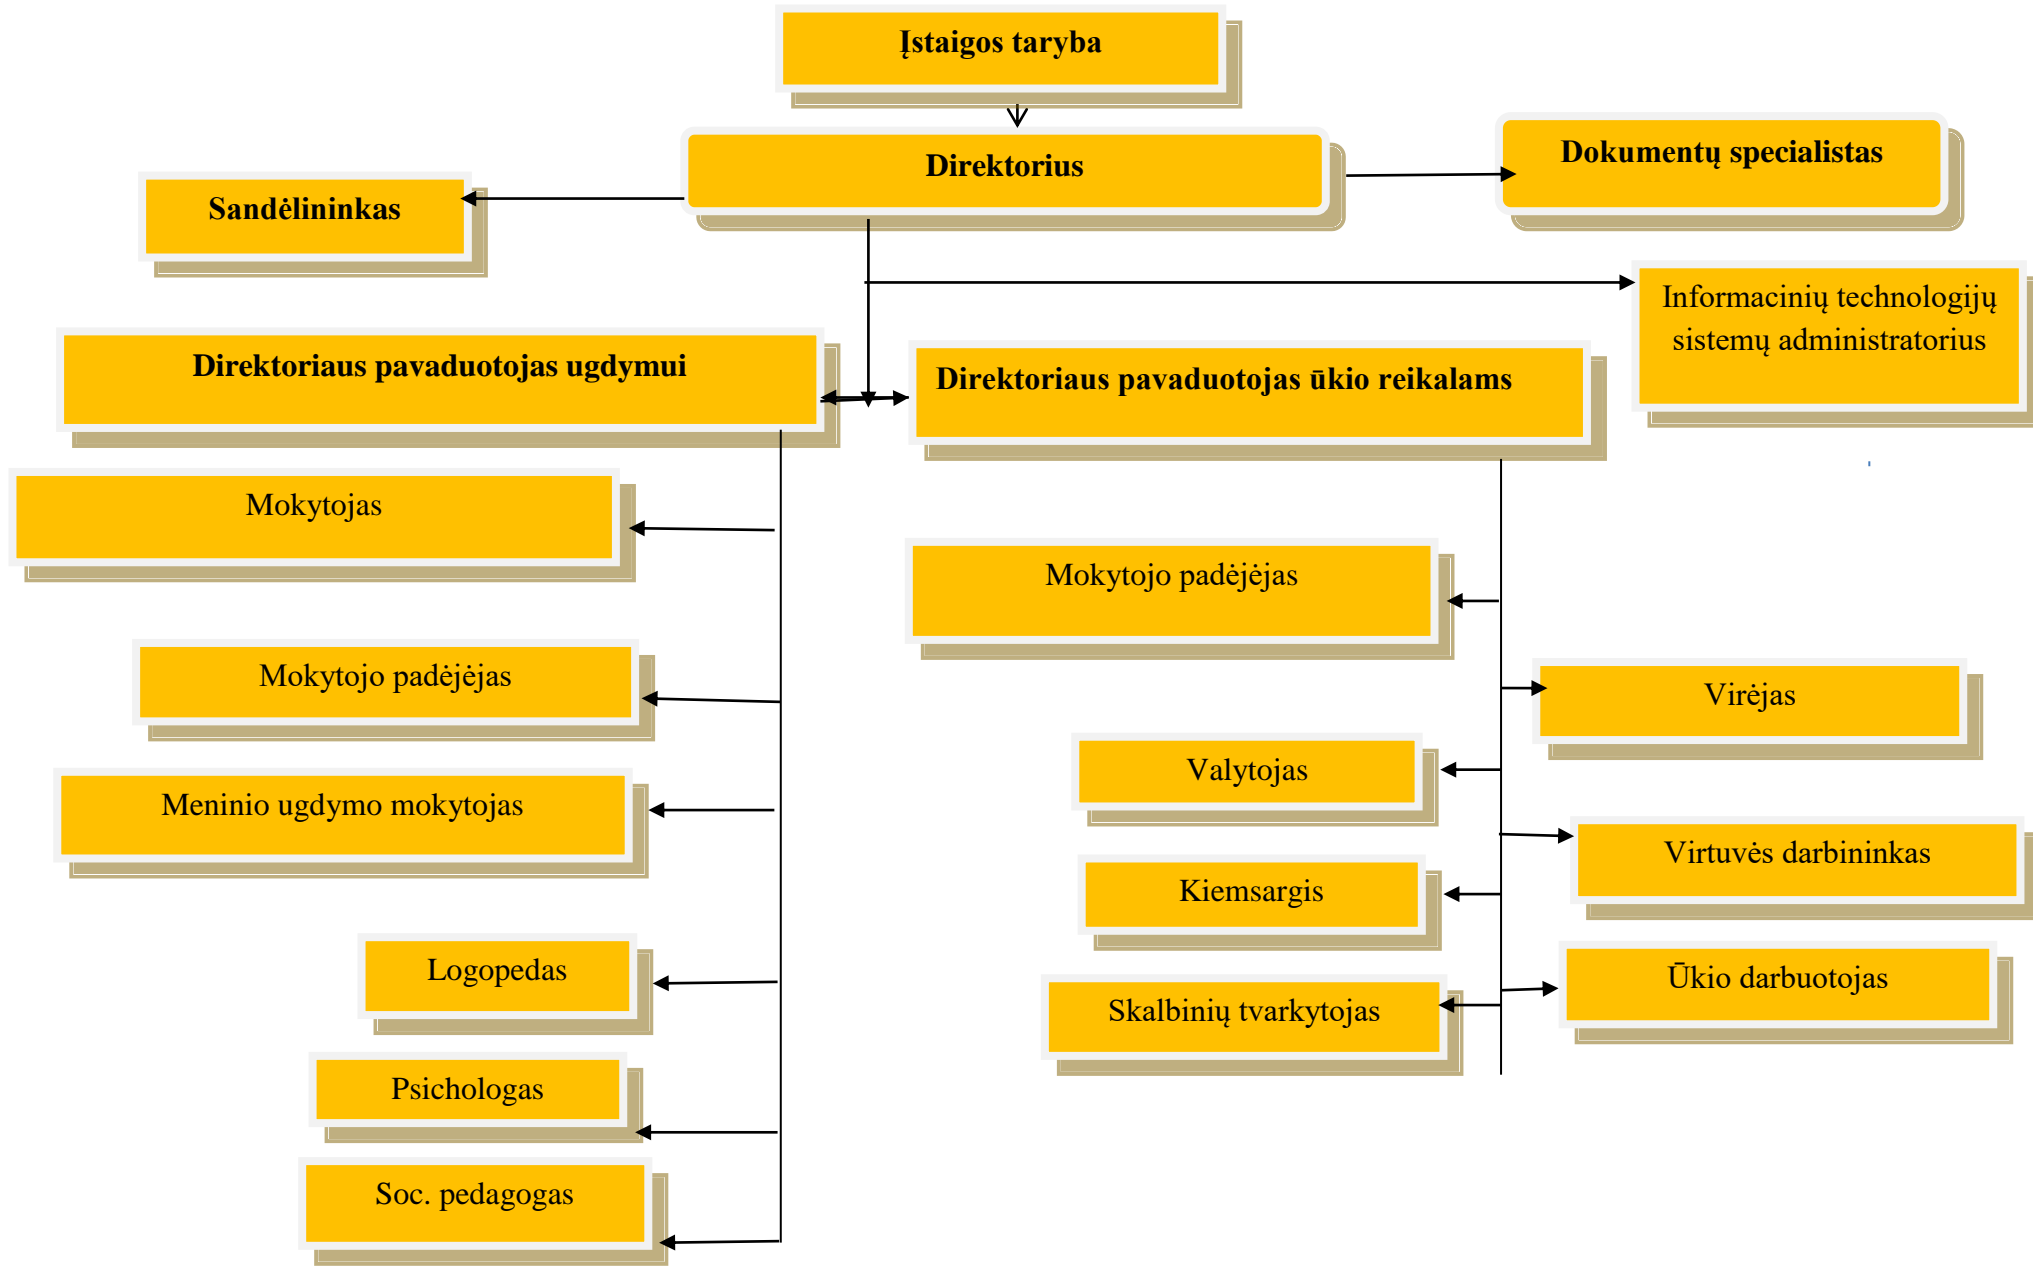 Įstaigos taryba
Direktorius
Dokumentų specialistas
Sandėlininkas
Informacinių technologijų
sistemų administratorius
Direktoriaus pavaduotojas ugdymui
Direktoriaus pavaduotojas ūkio reikalams
Mokytojas
Mokytojo padėjėjas
Meninio ugdymo mokytojas
Logopedas
Psichologas
Soc. pedagogas
Mokytojo padėjėjas
Virėjas
Valytojas
Virtuvės darbininkas
Kiemsargis
Ūkio darbuotojas
Skalbinių tvarkytojas